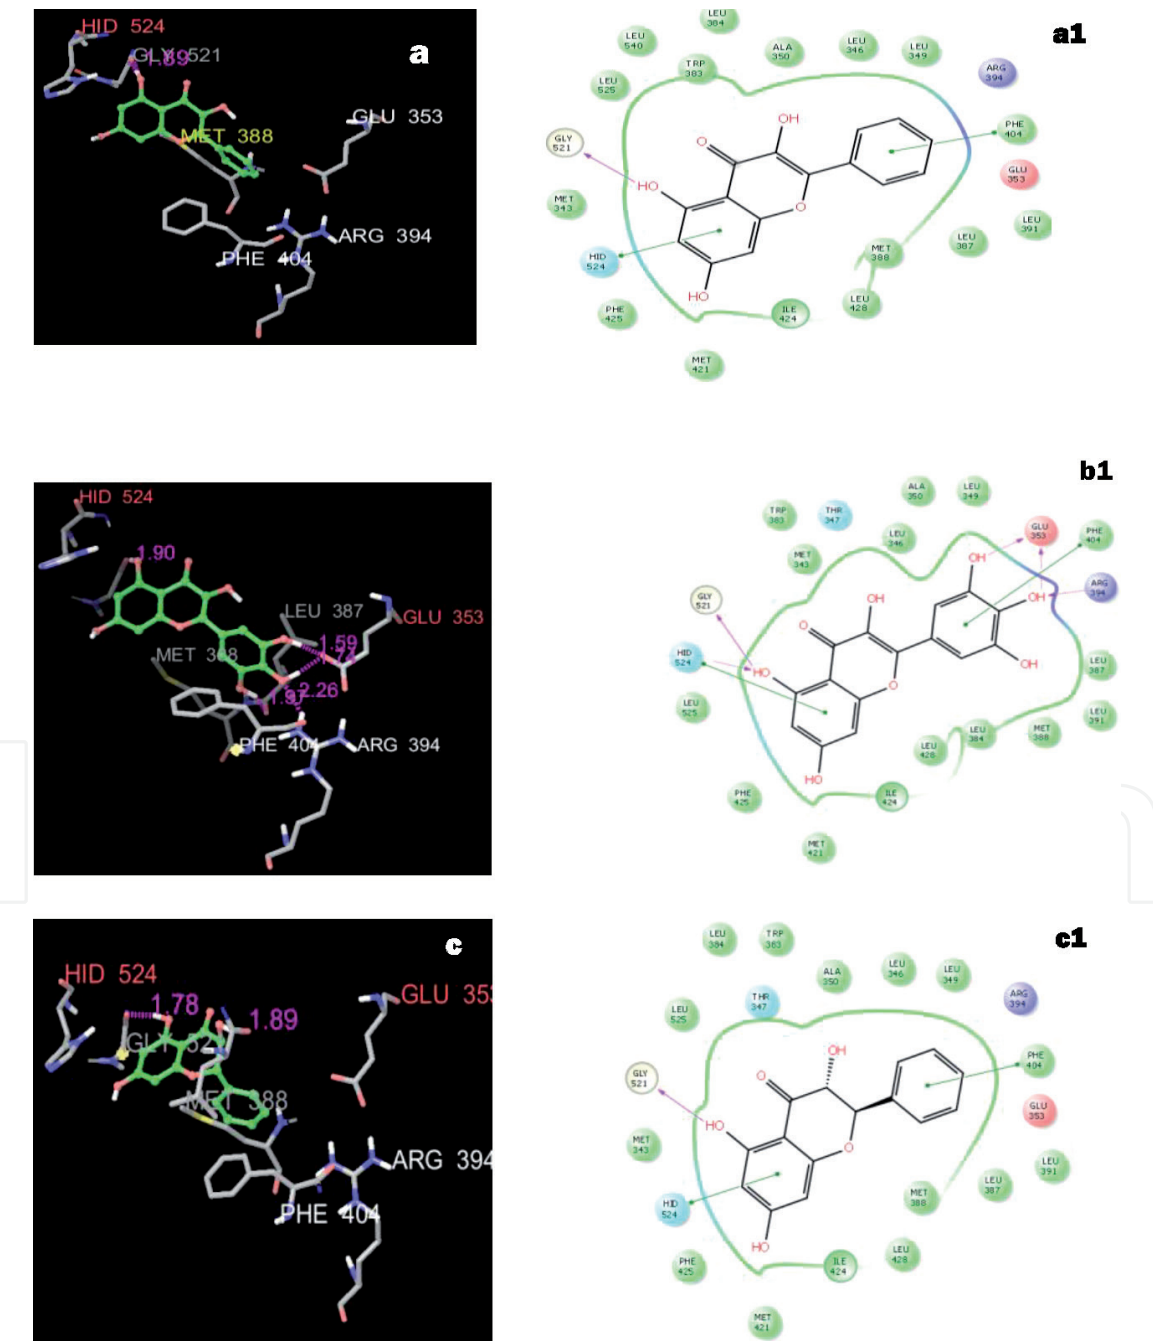 HID 524
GLY 521
1.89
a
MET 388
GLU 353
ARG 394
PHE 404
a1
LEU 384
LEU 540
TRP 383
ALA 350
LEU 346
LEU 349
ARG 394
LEU 525
PHE 404
GLY 521
OH
O
HO
O
HO
GLU 353
MET 343
LEU 391
LEU 387
MET 388
HID 524
LEU 428
PHE 425
ILE 424
MET 421
HID 524
1.90
LEU 387
GLU 353
1.59
MET 368
2.26
1.97
PHE 404
ARG 394
b1
ALA 350
LEU 349
TRP 383
THR 347
LEU 346
GLU 353
PHE 404
MET 343
OH
ARG 394
OH
GLY 521
OH
O
HID 524
HO
OH
O
LEU 387
LEU 525
LEU 391
LEU 384
MET 388
LEU 428
HO
PHE 425
ILE 424
MET 421
c
HID 524
GLU 353
1.78
1.89
GLY 52
MET 388
ARG 394
PHE 404
c1
LEU 384
TRP 383
ALA 350
LEU 346
LEU 349
THR 347
ARG 394
LEU 525
OH
O
PHE 404
GLY 521
GLU 353
HO
O
MET 343
LEU 391
LEU 387
MET 388
HID 524
HO
LEU 428
PHE 425
ILE 424
MET 421